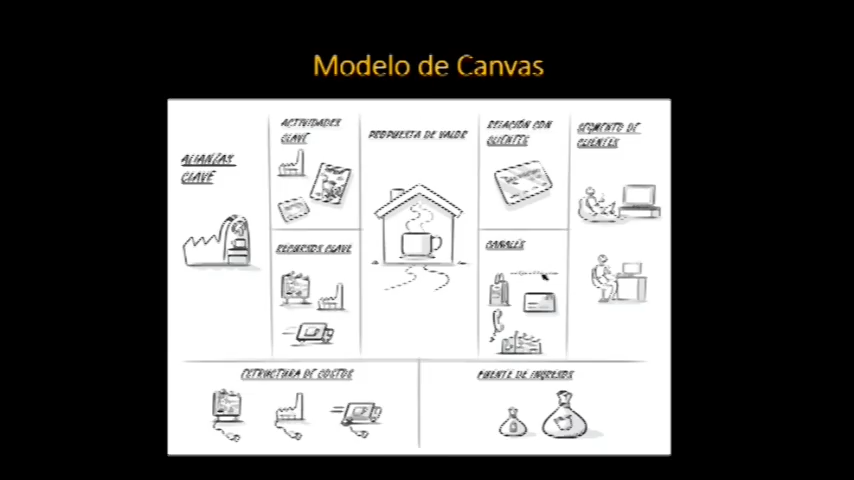 Modelo de Canvas
ALIANZAS
CLAVE
ACTIVIDADES
CLAVE
RECURSOS CLAVE
PROPUESTA DE VALOR
RELACIÓN CON
CLIENTES
CANALES
SEGMENTO DE
CLIENTES
ESTRUCTURA DE COSTOS
FUENTE DE INGRESOS